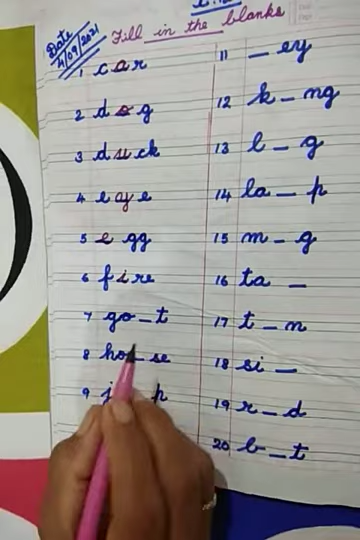 Fill in the blanks
Date
4/09/2021
1 car
2 dog
3 duck
4 eye
5 egg
6 fire
7 go_t
8 ho_se
9 j p
11 _ey
12 k_ng
13 l_g
14 la_p
15 m_g
16 ta_
17 t_n
18 si_
19 r_d
20 b_t